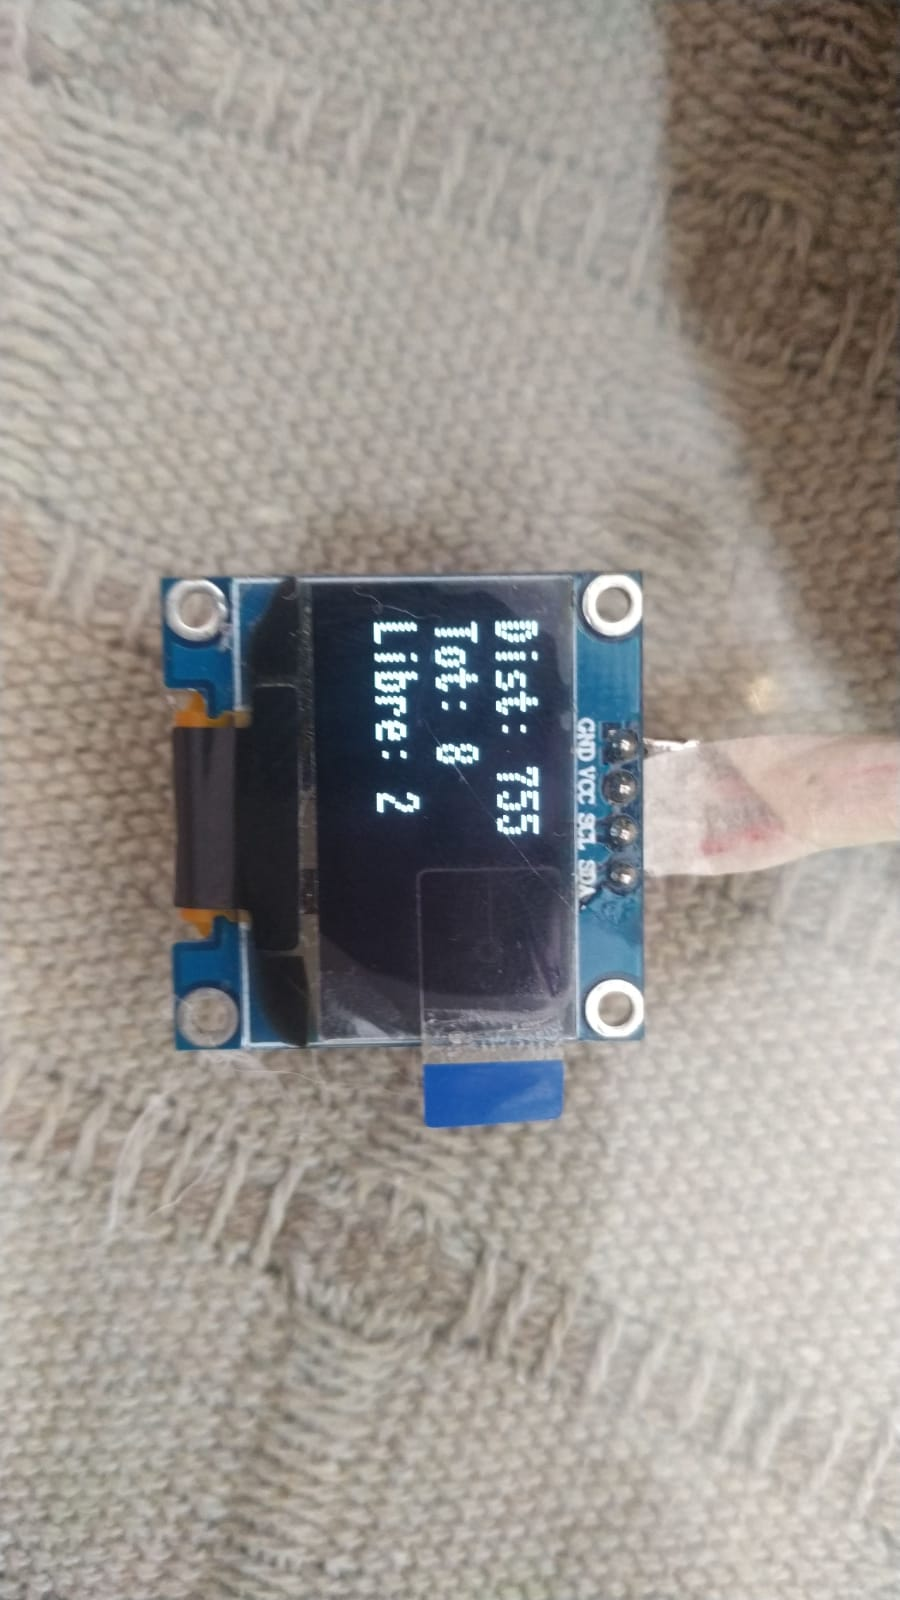 GND VCC SCL SDA
Dist: 755
Tot: 8
Libre: 2